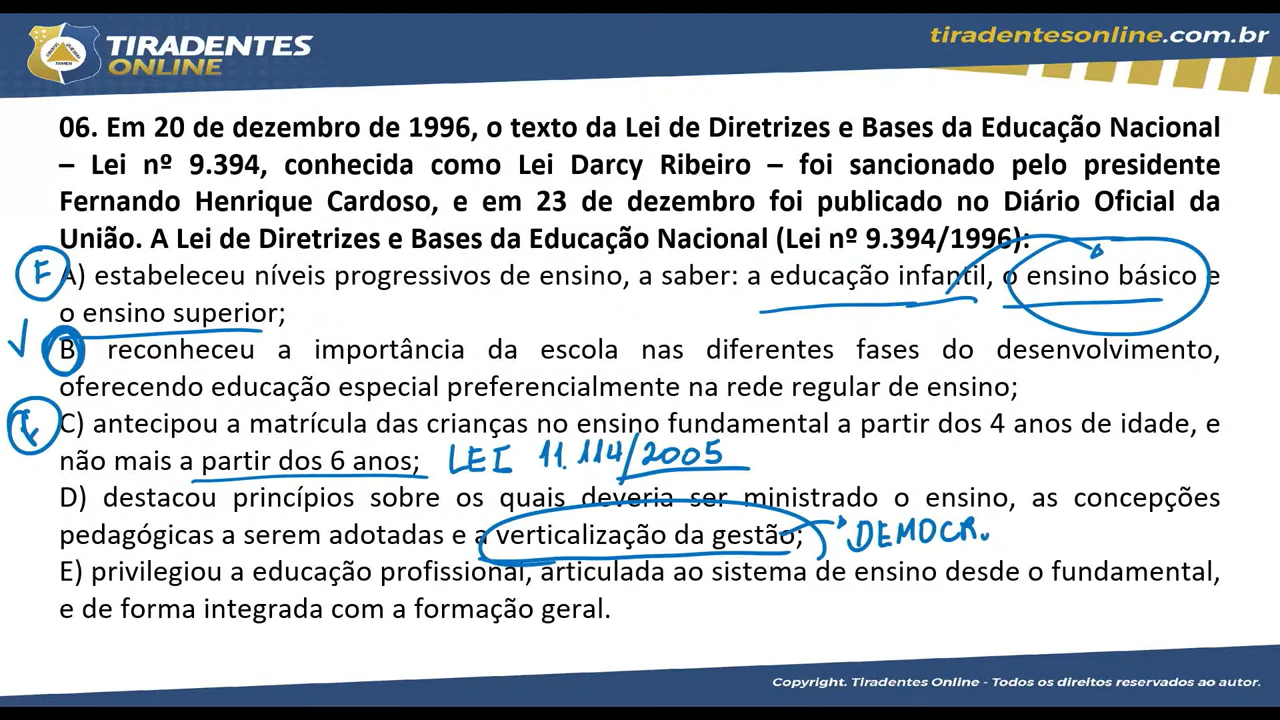 TIRADENTES
ONLINE
tiradentesonline.com.br
06. Em 20 de dezembro de 1996, o texto da Lei de Diretrizes e Bases da Educação Nacional
– Lei nº 9.394, conhecida como Lei Darcy Ribeiro – foi sancionado pelo presidente
Fernando Henrique Cardoso, e em 23 de dezembro foi publicado no Diário Oficial da
União. A Lei de Diretrizes e Bases da Educação Nacional (Lei nº 9.394/1996):
F A) estabeleceu níveis progressivos de ensino, a saber: a educação infantil, o ensino básico e
o ensino superior;
B reconheceu a importância da escola nas diferentes fases do desenvolvimento,
oferecendo educação especial preferencialmente na rede regular de ensino;
C) antecipou a matrícula das crianças no ensino fundamental a partir dos 4 anos de idade, e
não mais a partir dos 6 anos; LEI 11.114/2005
D) destacou princípios sobre os quais deveria ser ministrado o ensino, as concepções
pedagógicas a serem adotadas e a verticalização da gestão; DEMOCR.
E) privilegiou a educação profissional, articulada ao sistema de ensino desde o fundamental,
e de forma integrada com a formação geral.
Copyright. Tiradentes Online - Todos os direitos reservados ao autor.